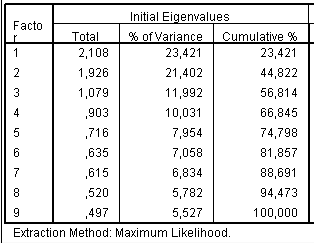 Initial Eigenvalues
Facto
r
Total % of Variance Cumulative %
1 2,108 23,421 23,421
2 1,926 21,402 44,822
3 1,079 11,992 56,814
4 ,903 10,031 66,845
5 ,716 7,954 74,798
6 ,635 7,058 81,857
7 ,615 6,834 88,691
8 ,520 5,782 94,473
9 ,497 5,527 100,000
Extraction Method: Maximum Likelihood.